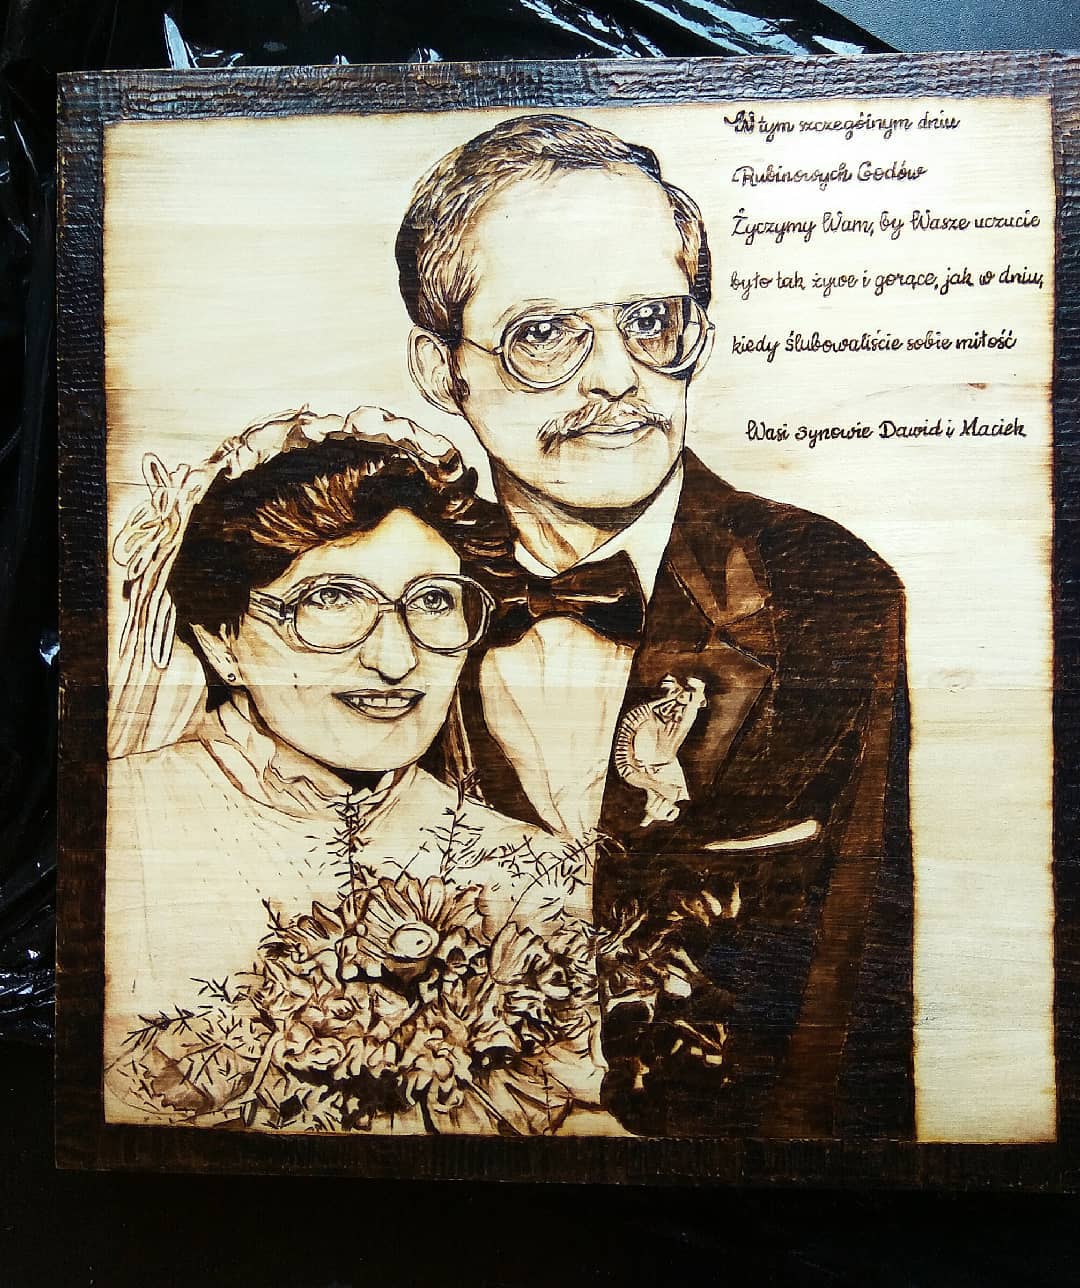 W tym szczególnym dniu
Rubinowych Godów
Życzymy Wam, by Wasze uczucie
było tak żywe i gorące, jak w dniu,
kiedy ślubowaliście sobie miłość
Wasi synowie Dawid i Maciek